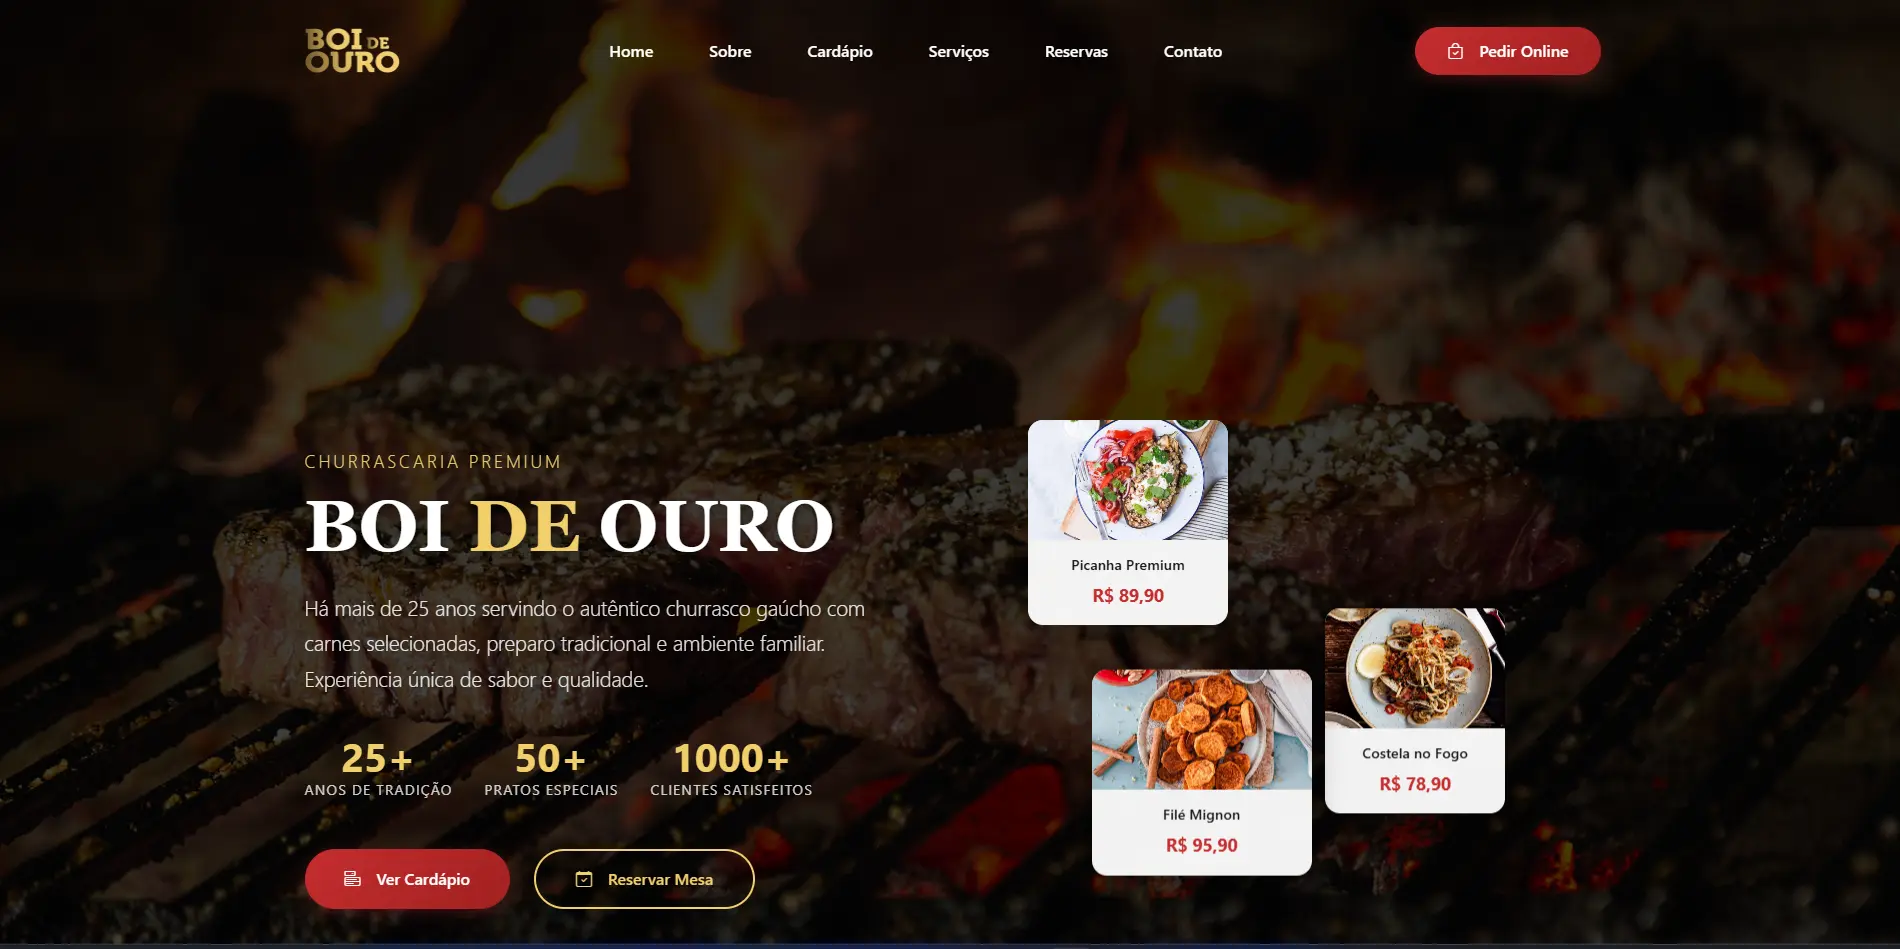 BOI DE
OURO
Home
Sobre
Cardápio
Serviços
Reservas
Contato
Pedir Online
CHURRASCARIA PREMIUM
BOI DE OURO
Há mais de 25 anos servindo o autêntico churrasco gaúcho com
carnes selecionadas, preparo tradicional e ambiente familiar.
Experiência única de sabor e qualidade.
25+
ANOS DE TRADIÇÃO
50+
PRATOS ESPECIAIS
1000+
CLIENTES SATISFEITOS
Ver Cardápio
Reservar Mesa
Picanha Premium
R$ 89,90
Costela no Fogo
R$ 78,90
Filé Mignon
R$ 95,90